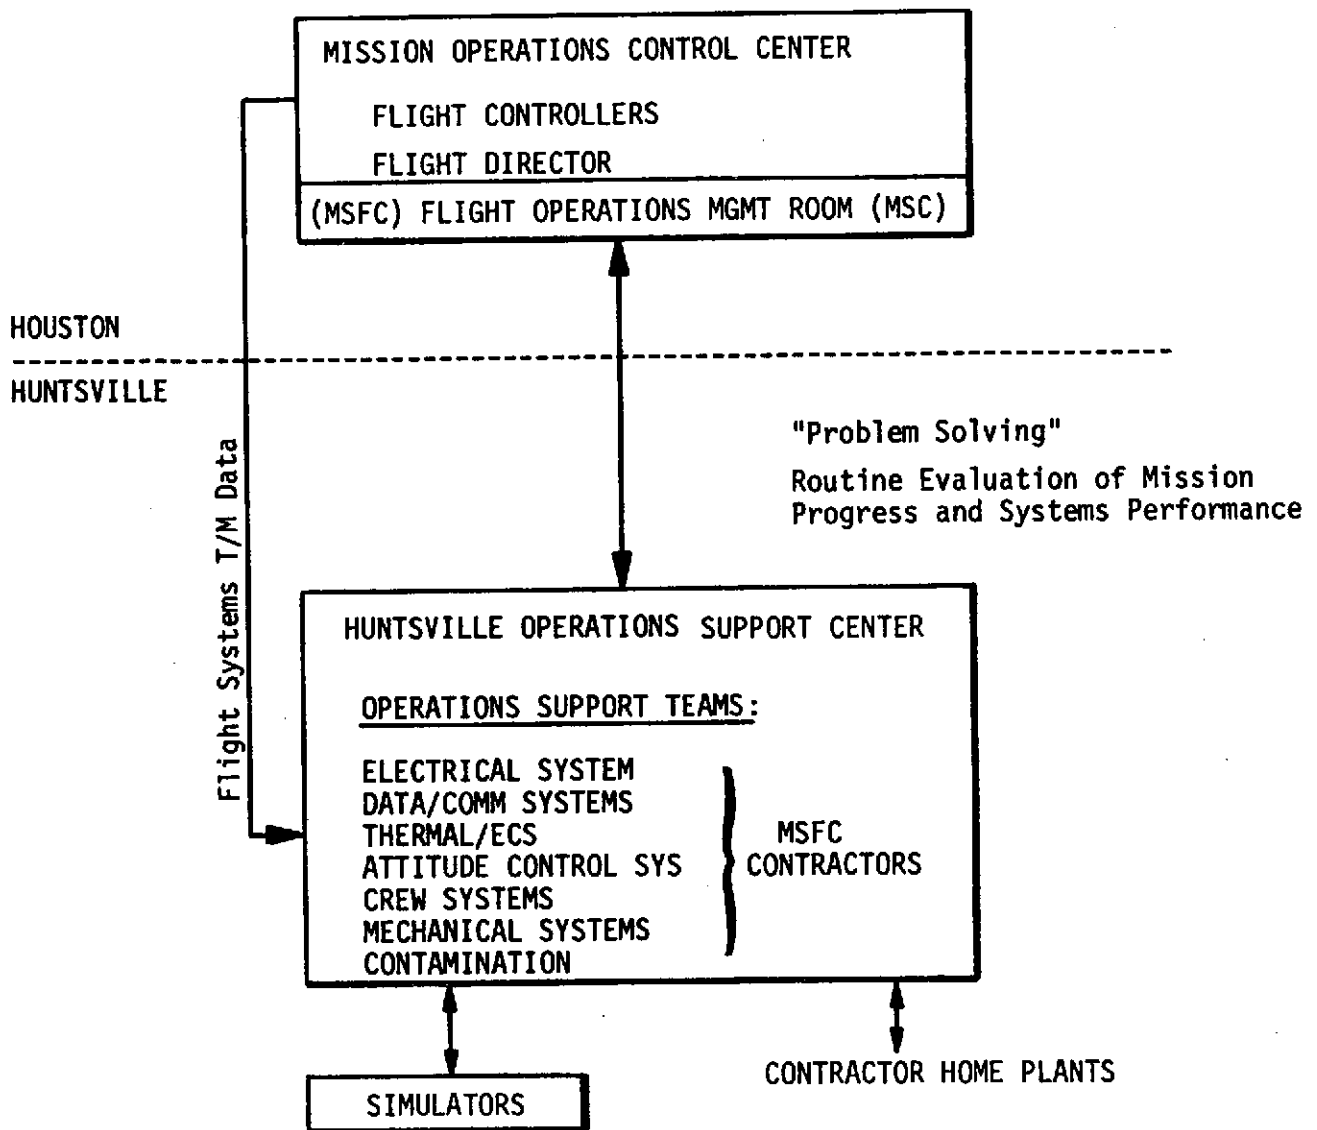 MISSION OPERATIONS CONTROL CENTER
FLIGHT CONTROLLERS
FLIGHT DIRECTOR
(MSFC) FLIGHT OPERATIONS MGMT ROOM (MSC)
HOUSTON
HUNTSVILLE
Flight Systems T/M Data
"Problem Solving"
Routine Evaluation of Mission
Progress and Systems Performance
HUNTSVILLE OPERATIONS SUPPORT CENTER
OPERATIONS SUPPORT TEAMS:
ELECTRICAL SYSTEM
DATA/COMM SYSTEMS
THERMAL/ECS
ATTITUDE CONTROL SYS
CREW SYSTEMS
MECHANICAL SYSTEMS
CONTAMINATION
MSFC
CONTRACTORS
SIMULATORS
CONTRACTOR HOME PLANTS